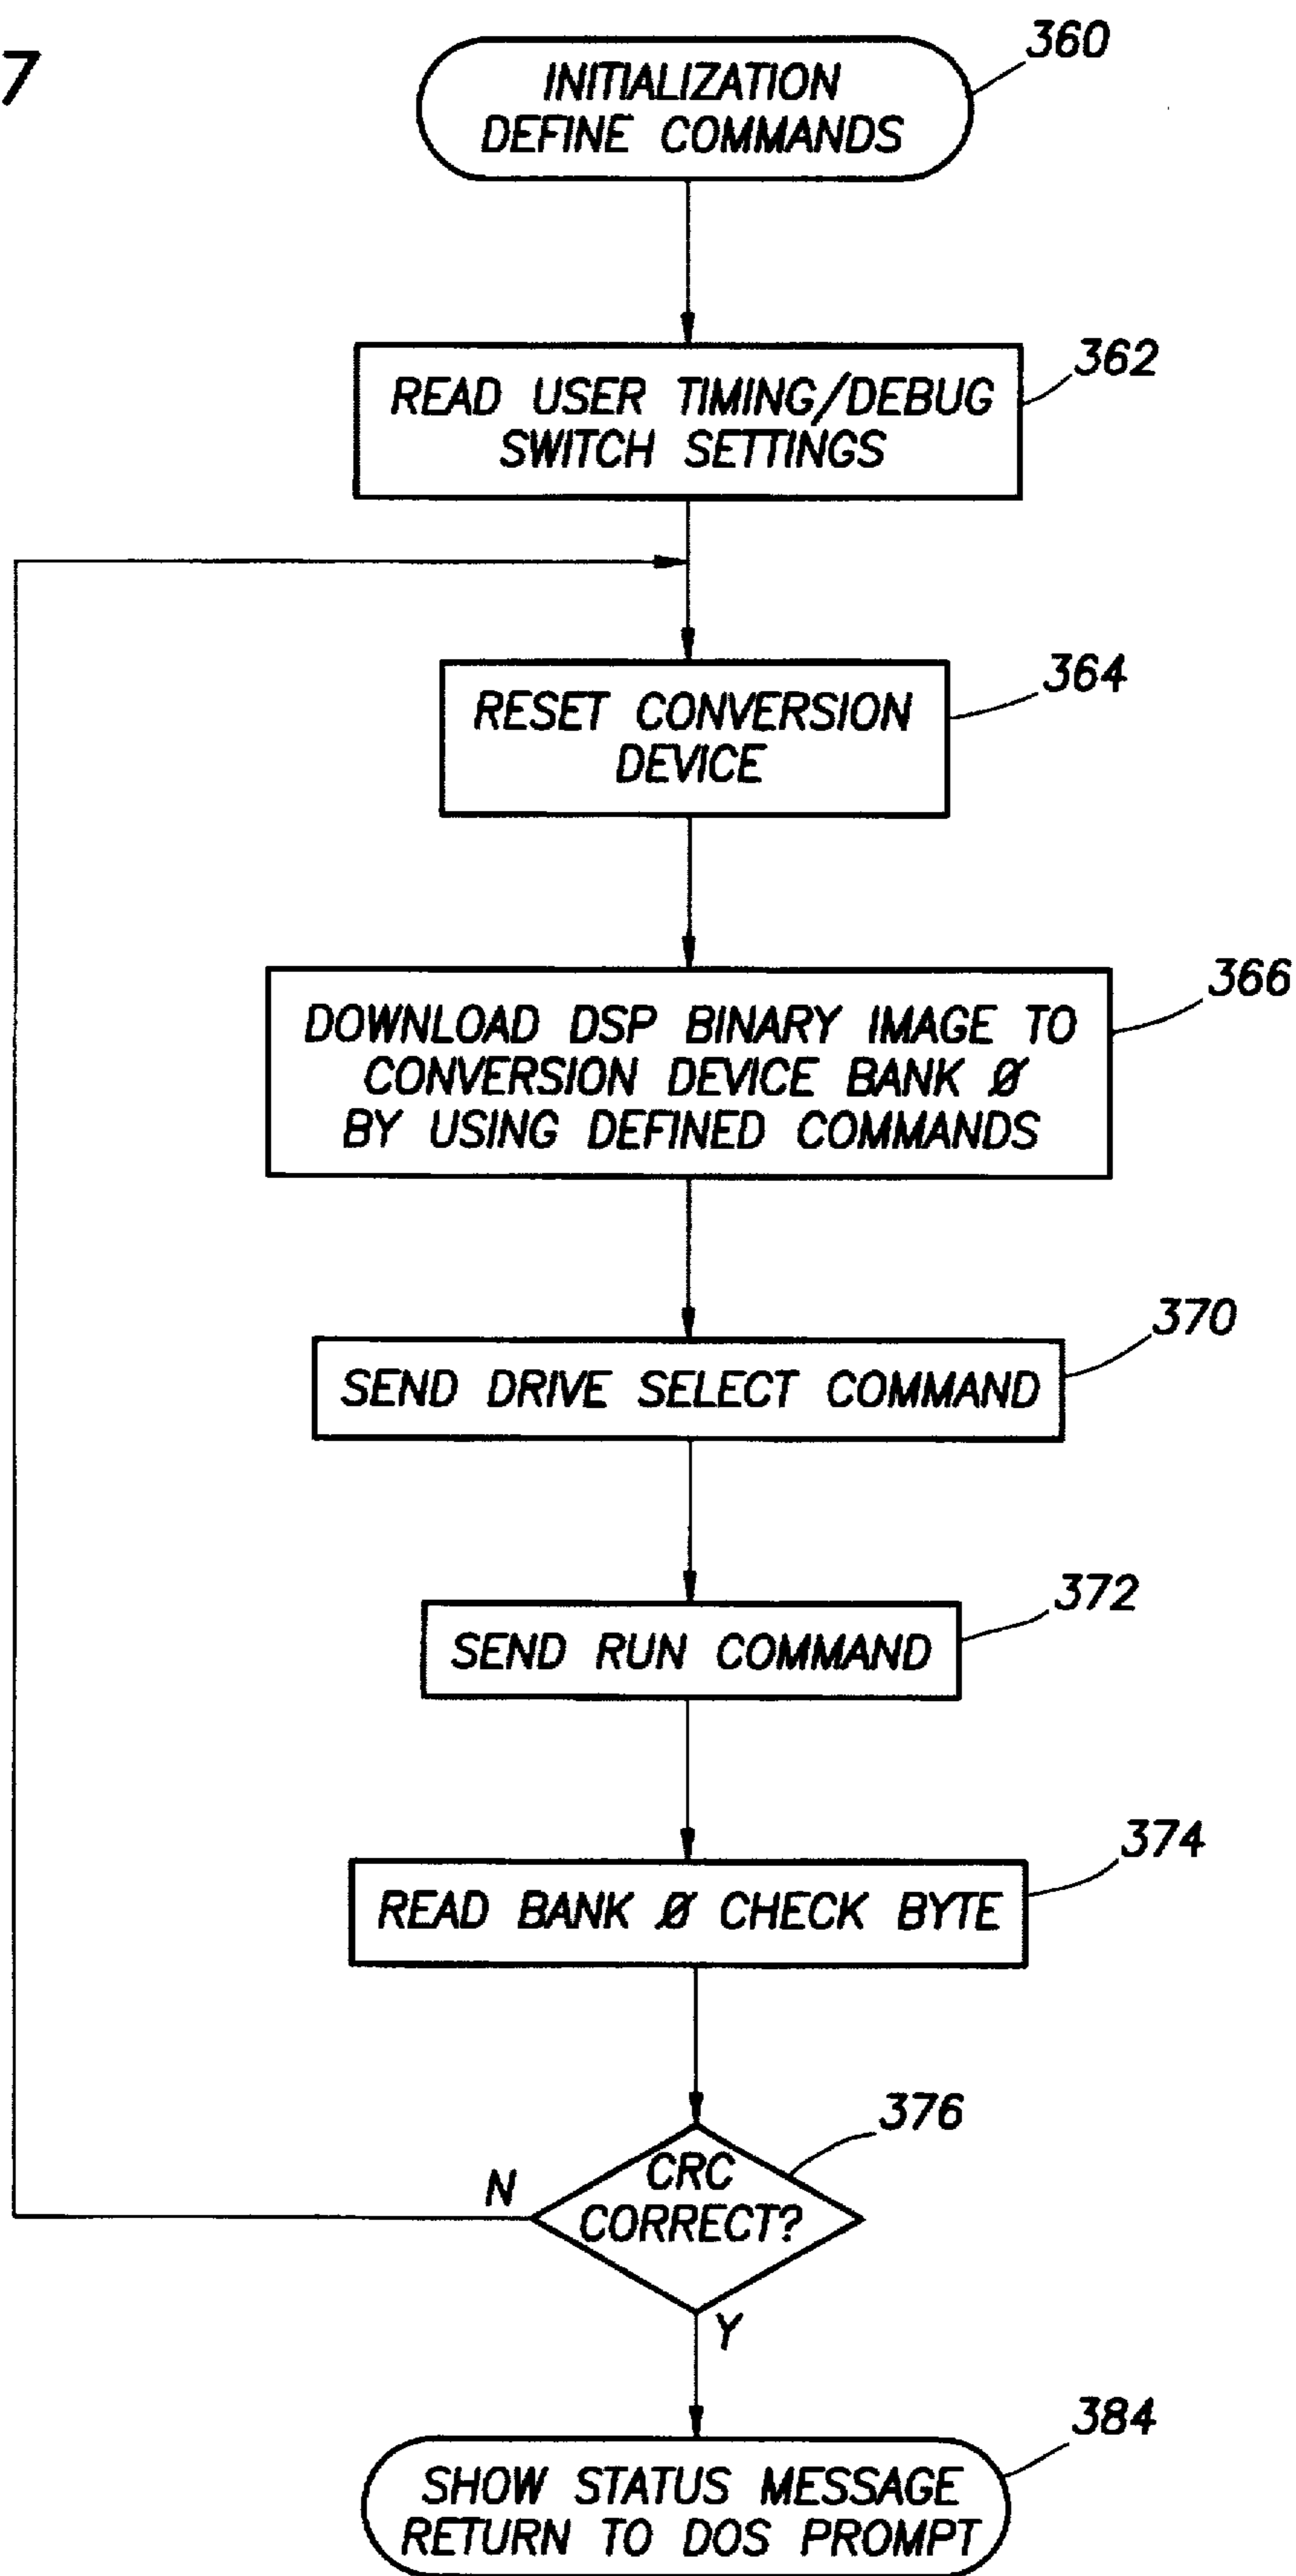 7
360
INITIALIZATION
DEFINE COMMANDS
362
READ USER TIMING/DEBUG
SWITCH SETTINGS
364
RESET CONVERSION
DEVICE
366
DOWNLOAD DSP BINARY IMAGE TO
CONVERSION DEVICE BANK Ø
BY USING DEFINED COMMANDS
370
SEND DRIVE SELECT COMMAND
372
SEND RUN COMMAND
374
READ BANK Ø CHECK BYTE
376
CRC
CORRECT?
N
Y
384
SHOW STATUS MESSAGE
RETURN TO DOS PROMPT